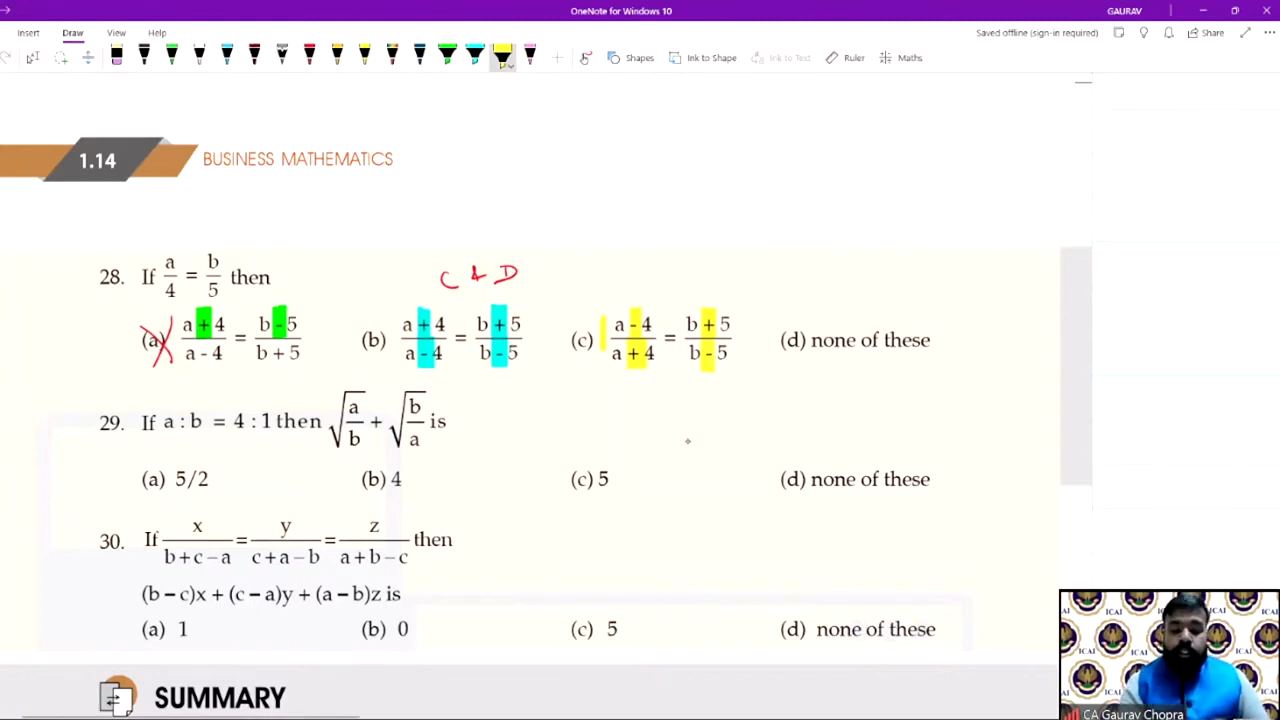 OneNote for Windows 10
GAURAV
Insert Draw View Help
Saved offline (sign in required)
Share
Shapes
Ink to Shape
Ink to Text
Ruler
Maths
1.14 BUSINESS MATHEMATICS
28. If a/4 = b/5 then
C & D
(a) a + 4 / a - 4 = b - 5 / b + 5 (b) a + 4 / a - 4 = b + 5 / b - 5 (c) a - 4 / a + 4 = b + 5 / b - 5 (d) none of these
29. If a : b = 4 : 1 then √(a/b) + √(b/a) is
(a) 5/2 (b) 4 (c) 5 (d) none of these
30. If x / b+c–a = y / c+a–b = z / a+b–c then
(b – c)x + (c – a)y + (a – b)z is
(a) 1 (b) 0 (c) 5 (d) none of these
SUMMARY
ICAI
ICAI
CA Gaurav Chopra